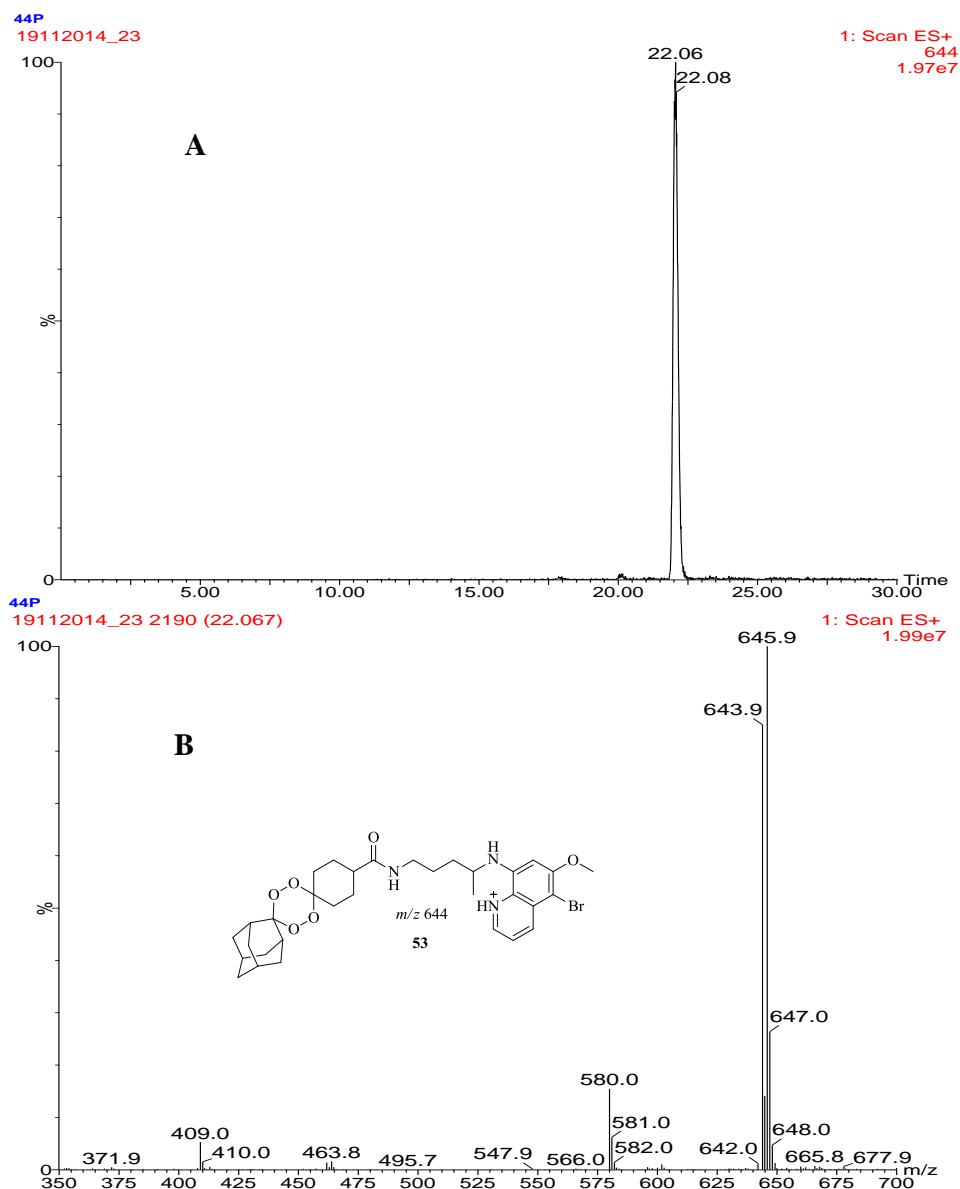 44P
19112014_23
1: Scan ES+
644
1.97e7
100
22.06
22.08
A
%
0
5.00 10.00 15.00 20.00 25.00 30.00
Time
44P
19112014_23 2190 (22.067)
1: Scan ES+
1.99e7
100
645.9
643.9
B
O
N
H
H
N
O
O
O
O
O
+
HN
Br
m/z 644
53
%
647.0
580.0
581.0
582.0
409.0
410.0
371.9
463.8
495.7
547.9
566.0
642.0
648.0
665.8
677.9
0
m/z
350 375 400 425 450 475 500 525 550 575 600 625 650 675 700